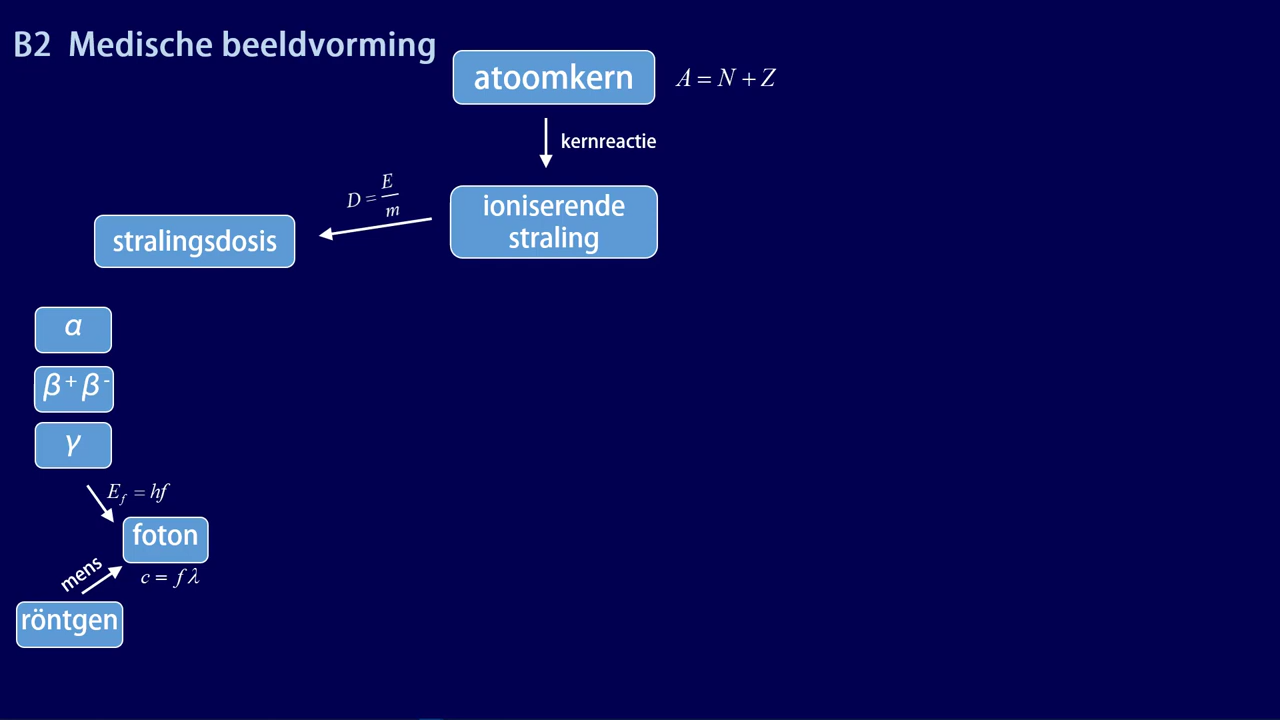 B2 Medische beeldvorming
atoomkern
A = N + Z
kernreactie
D = E/m
ioniserende
straling
stralingsdosis
α
β⁺ β⁻
γ
E_f = hf
foton
mens
c = f λ
röntgen